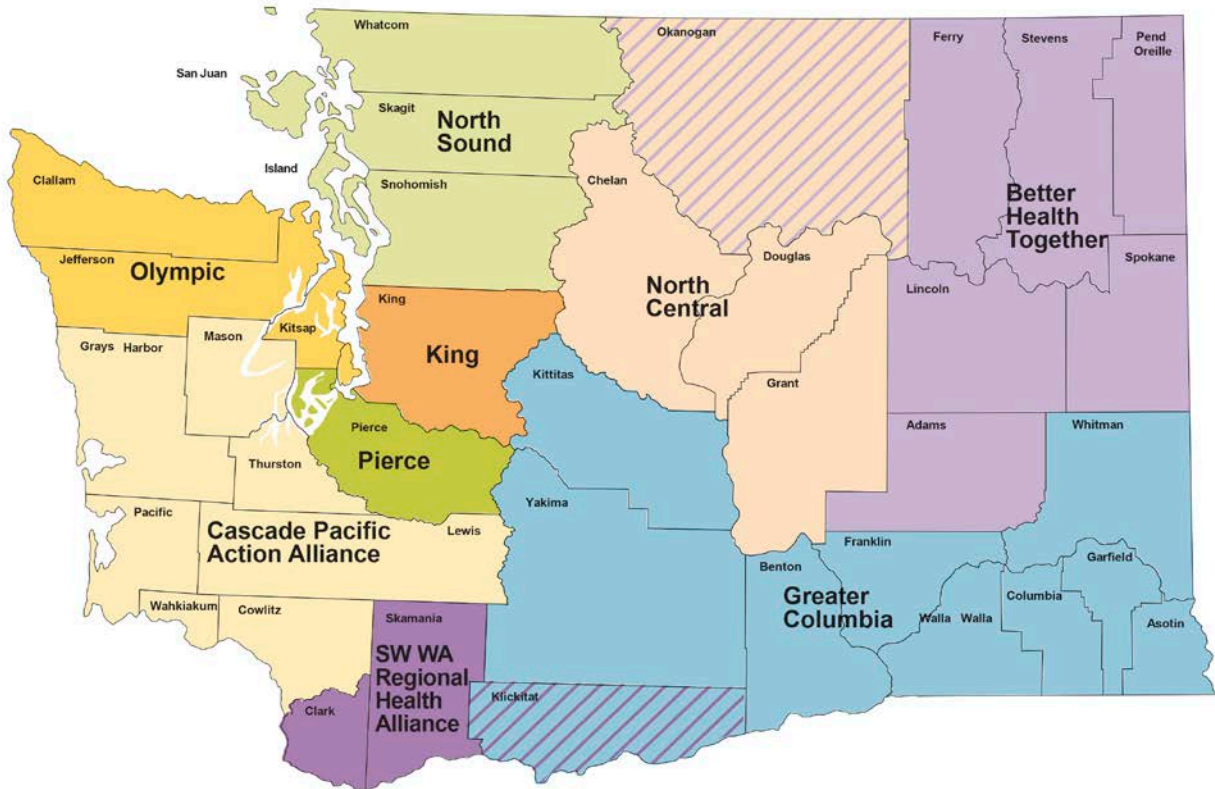 Whatcom
Okanogan
Ferry
Stevens
Pend
Oreille
San Juan
Skagit
North
Sound
Island
Clallam
Snohomish
Chelan
Better
Health
Together
Jefferson
Olympic
Douglas
Spokane
King
North
Central
Lincoln
Mason
Kitsap
Grays Harbor
King
Kittitas
Grant
Pierce
Adams
Whitman
Thurston
Pierce
Yakima
Pacific
Cascade Pacific
Action Alliance
Lewis
Franklin
Benton
Garfield
Greater
Columbia
Columbia
Wahkiakum
Cowlitz
Skamania
Walla Walla
Asotin
SW WA
Regional
Health
Alliance
Klickitat
Clark